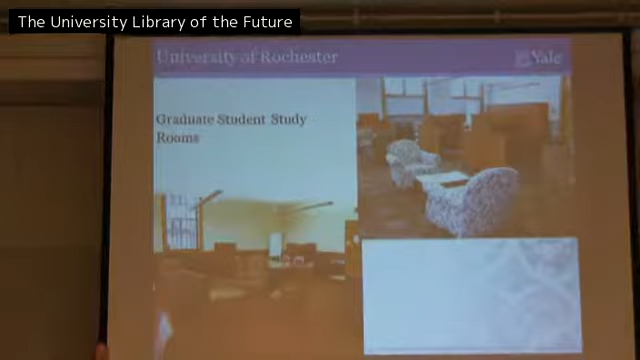 The University Library of the Future
University of Rochester
Yale
Graduate Student Study
Rooms